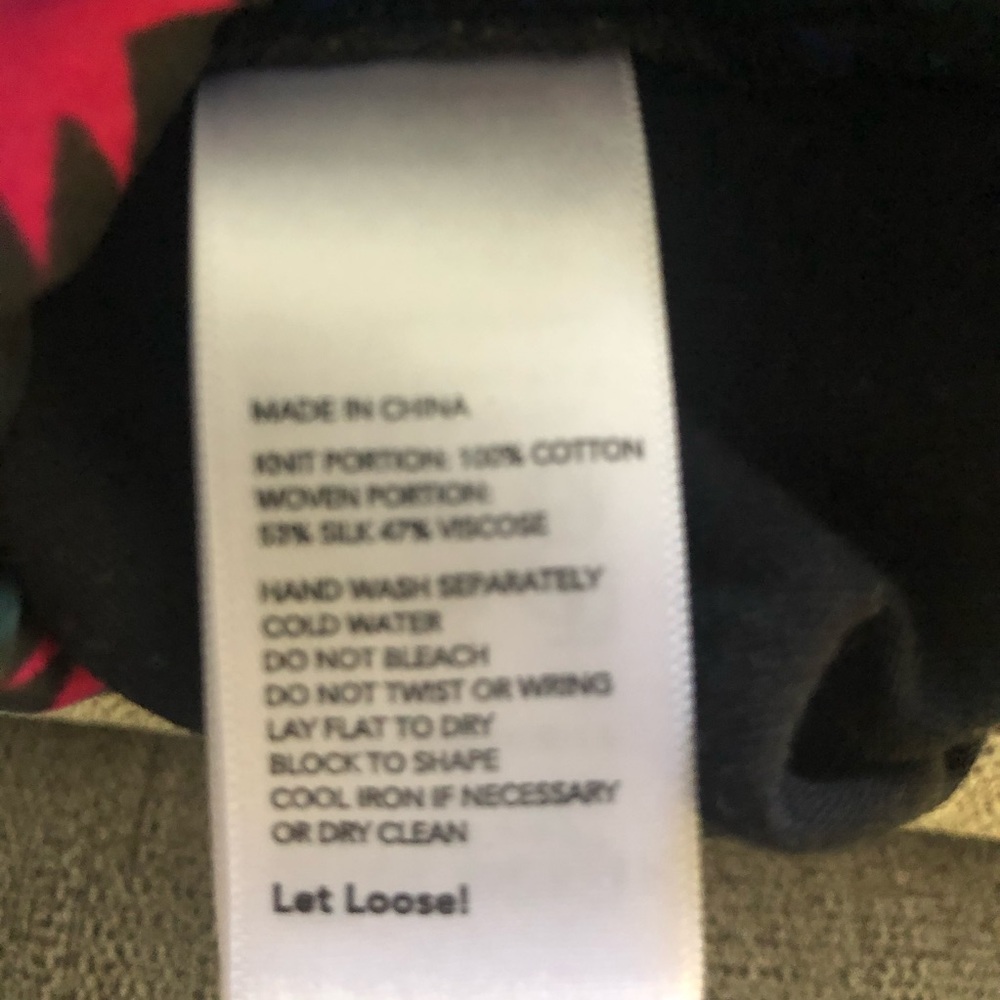 MADE IN CHINA
KNIT PORTION: 100% COTTON
WOVEN PORTION:
53% SILK 47% VISCOSE
HAND WASH SEPARATELY
COLD WATER
DO NOT BLEACH
DO NOT TWIST OR WRING
LAY FLAT TO DRY
BLOCK TO SHAPE
COOL IRON IF NECESSARY
OR DRY CLEAN
Let Loose!